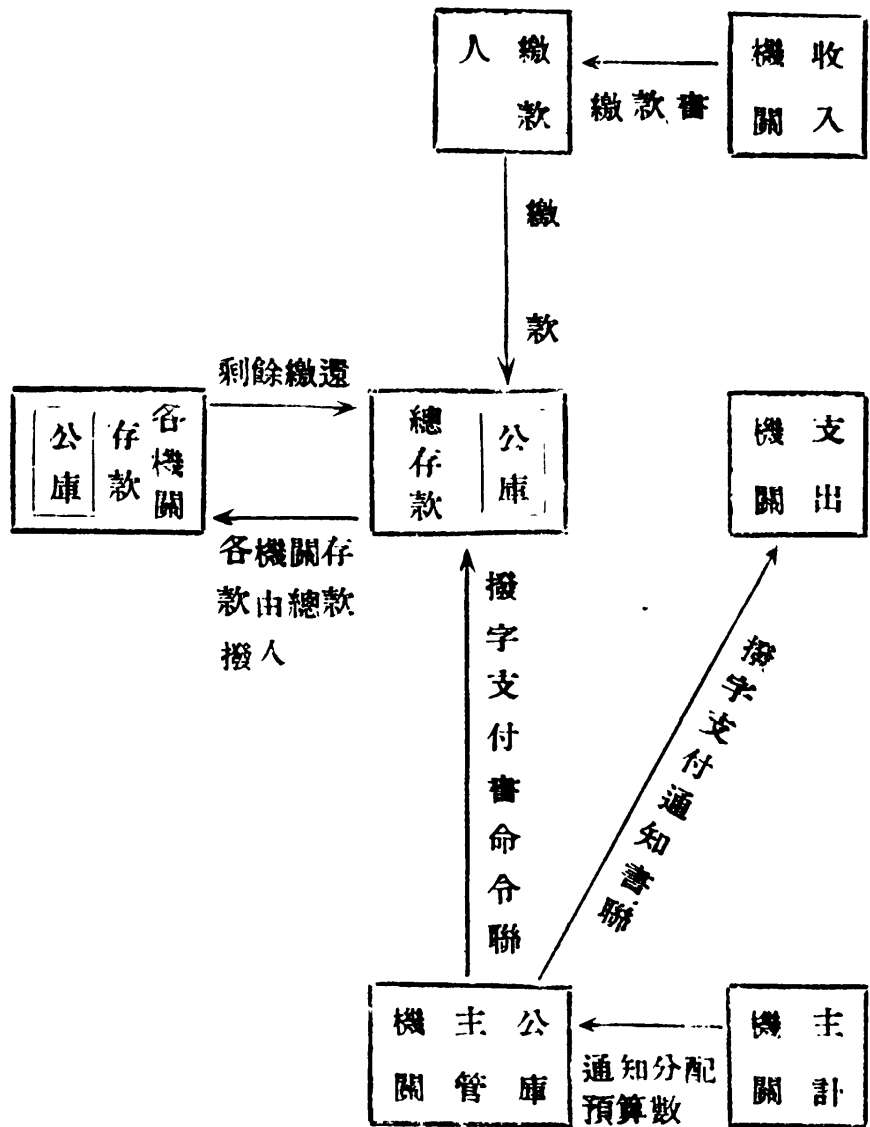 收入
機關
繳款書
繳款
人
繳款
剩餘繳還
各機關
存款
公庫
公庫
總存款
各機關存
款由總款
撥人
支出
機關
撥字支付書命令聯
撥字支付通知書聯
公庫
主管
機關
通知分配
預算數
主計
機關